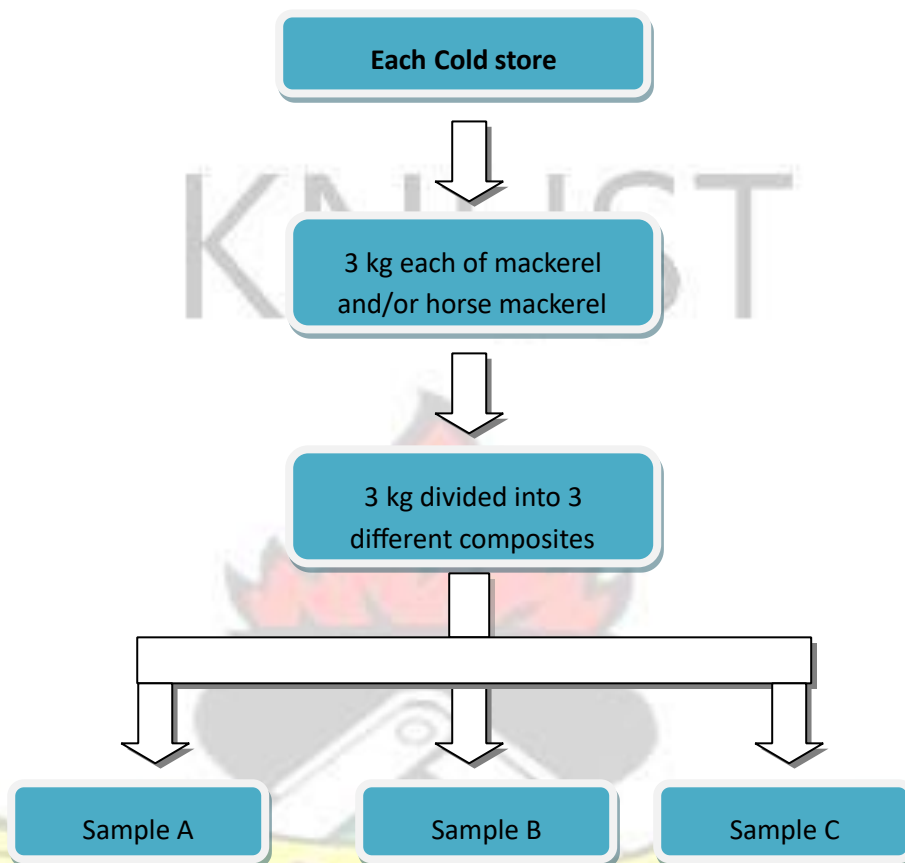 Each Cold store
KNUST
3 kg each of mackerel
and/or horse mackerel
3 kg divided into 3
different composites
Sample A
Sample B
Sample C